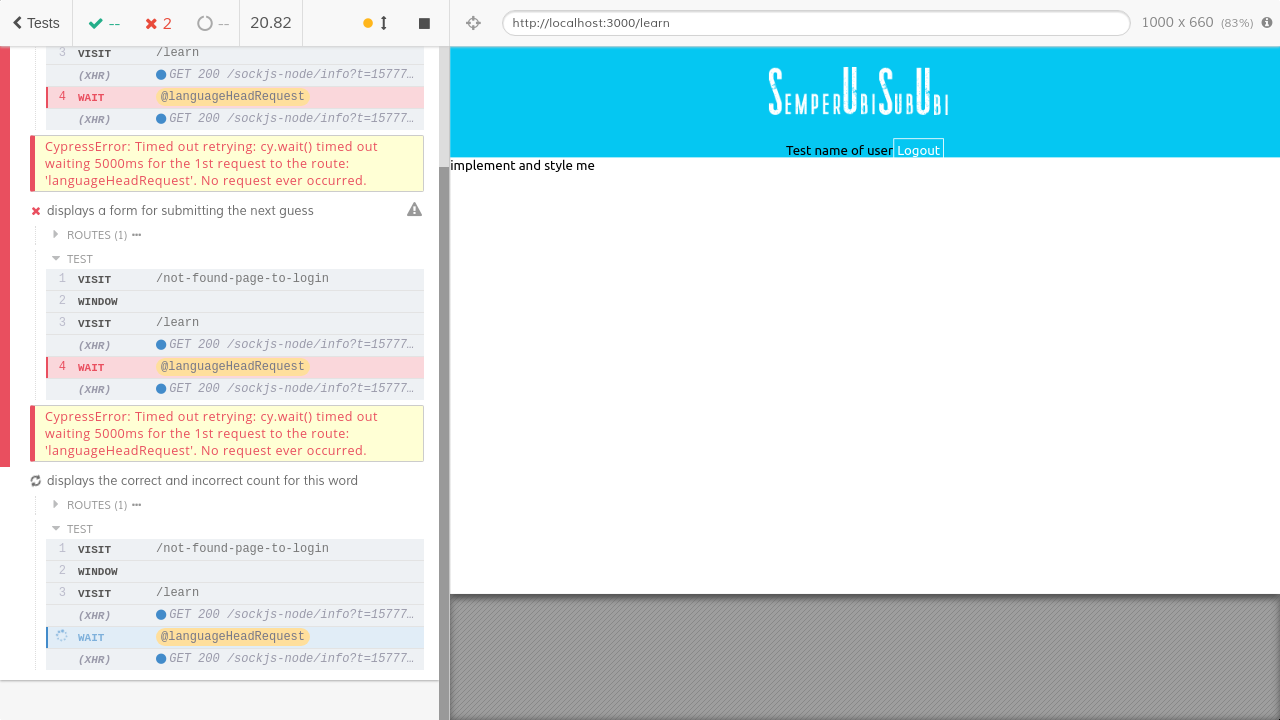 Tests
--
2
--
20.82
http://localhost:3000/learn
1000 x 660 (83%)
3 VISIT /learn
(XHR) GET 200 /sockjs-node/info?t=15777…
4 WAIT @languageHeadRequest
(XHR) GET 200 /sockjs-node/info?t=15777…
CypressError: Timed out retrying: cy.wait() timed out
waiting 5000ms for the 1st request to the route:
'languageHeadRequest'. No request ever occurred.
displays a form for submitting the next guess
ROUTES (1)
TEST
1 VISIT /not-found-page-to-login
2 WINDOW
3 VISIT /learn
(XHR) GET 200 /sockjs-node/info?t=15777…
4 WAIT @languageHeadRequest
(XHR) GET 200 /sockjs-node/info?t=15777…
CypressError: Timed out retrying: cy.wait() timed out
waiting 5000ms for the 1st request to the route:
'languageHeadRequest'. No request ever occurred.
displays the correct and incorrect count for this word
ROUTES (1)
TEST
1 VISIT /not-found-page-to-login
2 WINDOW
3 VISIT /learn
(XHR) GET 200 /sockjs-node/info?t=15777…
WAIT @languageHeadRequest
(XHR) GET 200 /sockjs-node/info?t=15777…
SemperUbiSubUbi
Test name of user Logout
implement and style me